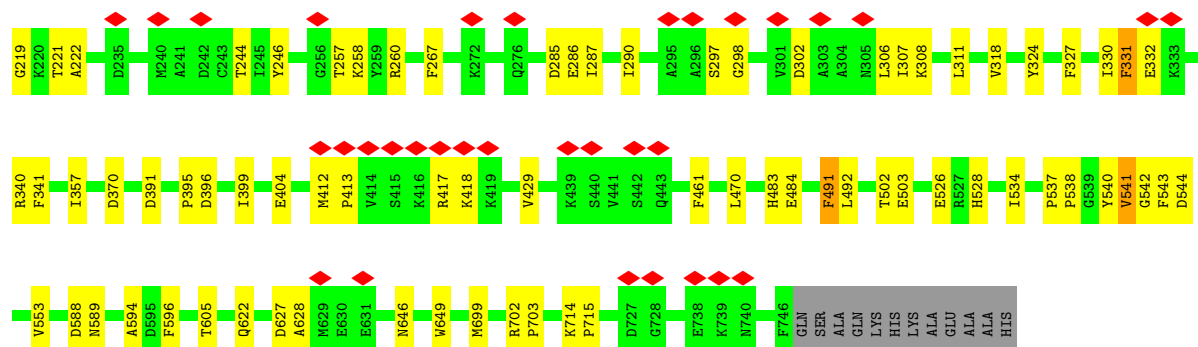 G219 K220 T221 A222 D235 M240 A241 D242 C243 T244 I245 Y246 G256 T257 K258 Y259 R260 F267 K272 Q276 D285 E286 I287 I290 A295 A296 S297 G298 V301 D302 A303 A304 N305 L306 I307 K308 L311 V318 Y324 F327 I330 F331 E332 K333
R340 F341 I357 D370 D391 P395 D396 I399 E404 M412 P413 V414 S415 K416 R417 K418 K419 V429 K439 S440 V441 S442 Q443 F461 L470 H483 E484 F491 L492 T502 E503 E526 R527 H528 I534 P537 P538 G539 Y540 V541 G542 F543 D544
V553 D588 N589 A594 D595 F596 T605 Q622 D627 A628 M629 E630 E631 N646 W649 M699 R702 P703 K714 P715 D727 G728 E738 K739 N740 F746 GLN SER ALA GLN LYS HIS LYS ALA GLU ALA ALA HIS